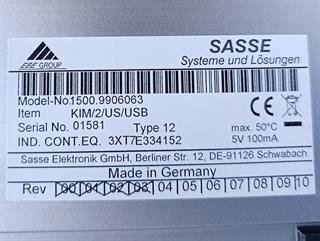 EBE GROUP
SASSE
Systeme und Lösungen
Model-No.1500.9906063
Item KIM/2/US/USB
Serial No. 01581 Type 12
max. 50°C
IND. CONT.EQ. 3XT7E334152
5V 100mA
Sasse Elektronik GmbH, Berliner Str. 12, DE-91126 Schwabach
Made in Germany
Rev 00 01 02 03 04 05 06 07 08 09 10